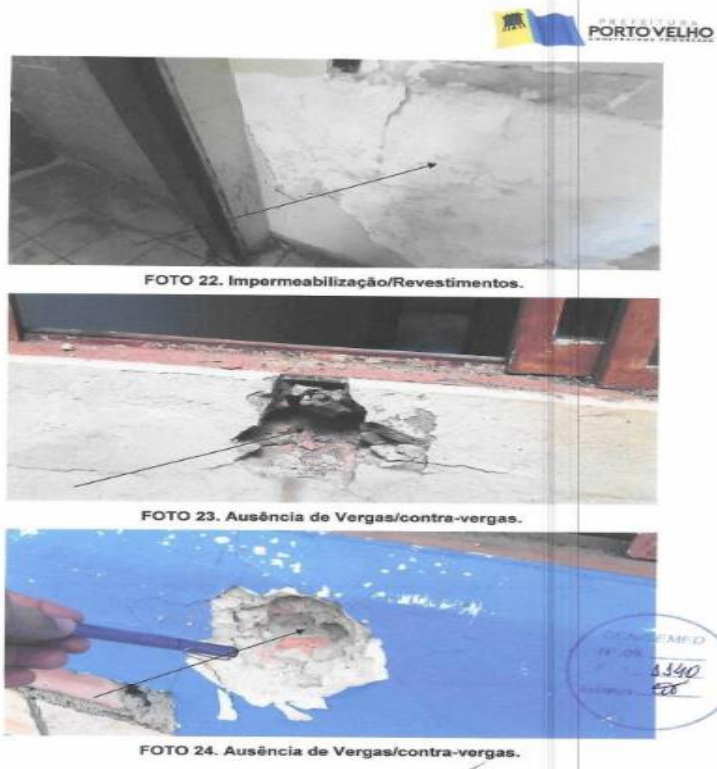 PREFEITURA
PORTO VELHO
FOTO 22. Impermeabilização/Revestimentos.
FOTO 23. Ausência de Vergas/contra-vergas.
FOTO 24. Ausência de Vergas/contra-vergas.